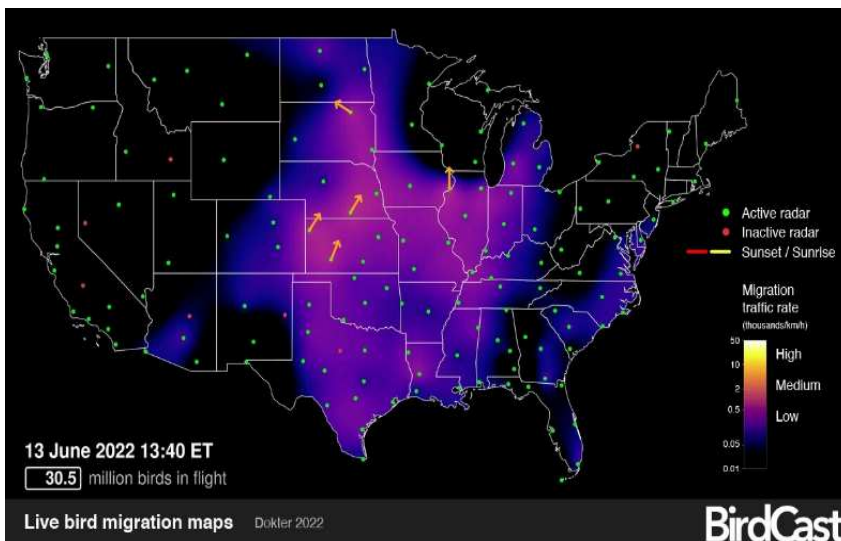 Active radar
Inactive radar
Sunset / Sunrise
Migration
traffic rate
(thousands/km/h)
50
High
10
2
Medium
0.5
Low
0.05
0.01
13 June 2022 13:40 ET
30.5 million birds in flight
Live bird migration maps Dokter 2022
BirdCast